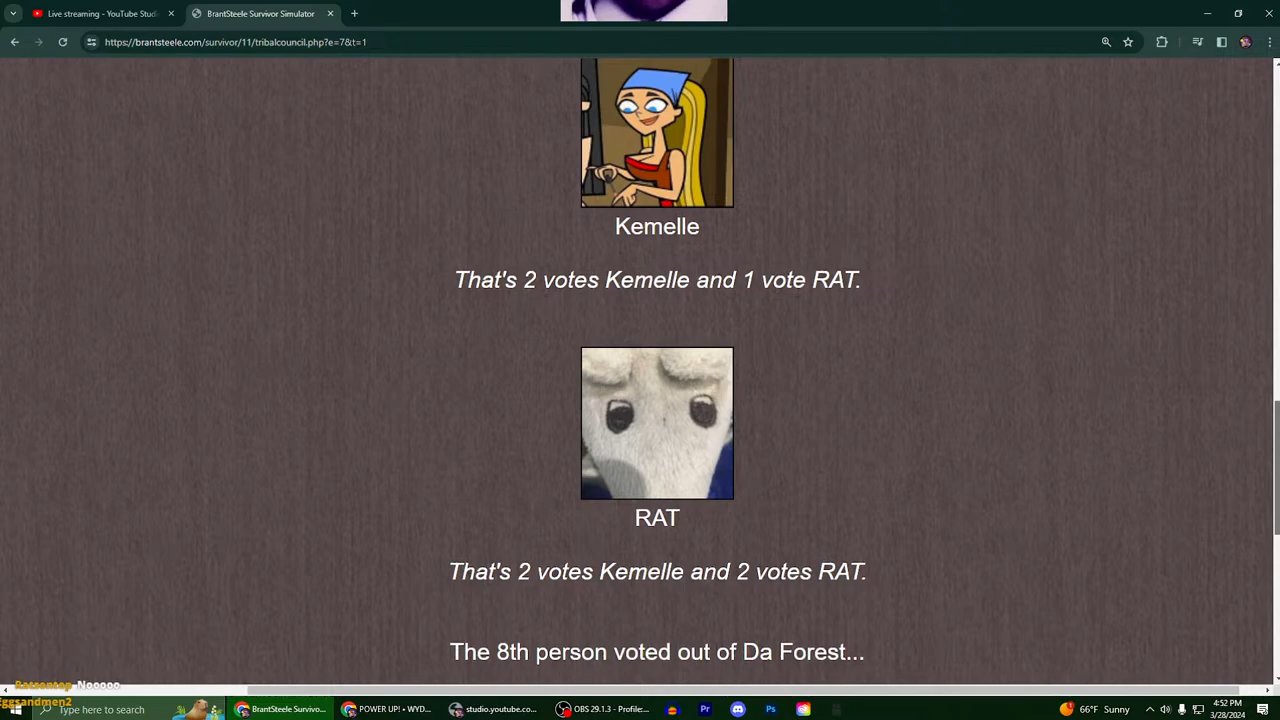 Live streaming - YouTube Stud
BrantSteele Survivor Simulator
https://brantsteele.com/survivor/11/tribalcouncil.php?e=7&t=1
Kemelle
That's 2 votes Kemelle and 1 vote RAT.
RAT
That's 2 votes Kemelle and 2 votes RAT.
The 8th person voted out of Da Forest...
Ratsontop Nooooo
Eggsandmen2
Type here to search
BrantSteele Survivo...
POWER UP! • WYD...
studio.youtube.co...
OBS 29.1.3 - Profile:...
66°F Sunny
4:52 PM
3/28/2024